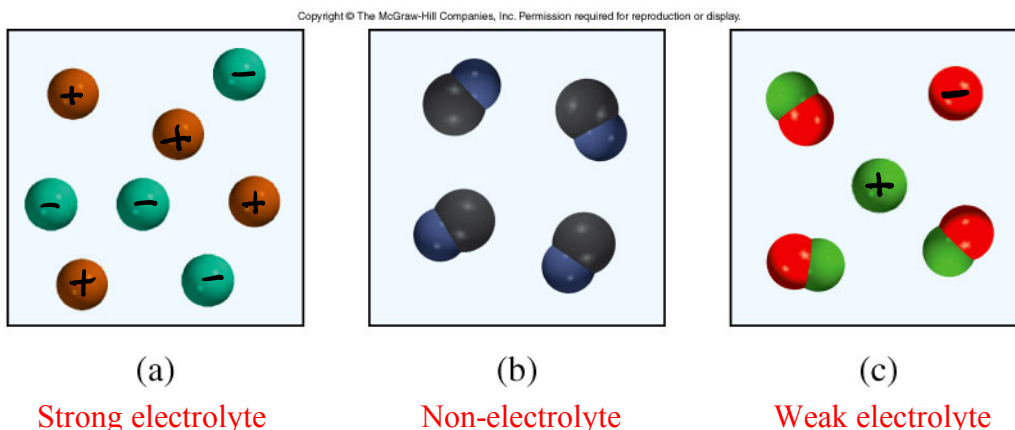 Copyright © The McGraw-Hill Companies, Inc. Permission required for reproduction or display.
+ −
+
− − +
+ −
−
+
(a) (b) (c)
Strong electrolyte Non-electrolyte Weak electrolyte